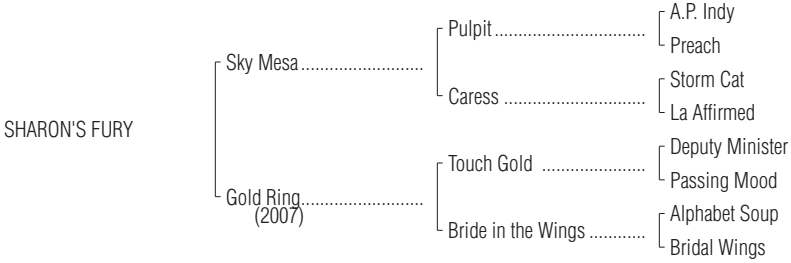 A.P. Indy
Pulpit
Preach
Sky Mesa
Storm Cat
Caress
La Affirmed
SHARON'S FURY
Deputy Minister
Touch Gold
Passing Mood
Gold Ring
(2007)
Alphabet Soup
Bride in the Wings
Bridal Wings